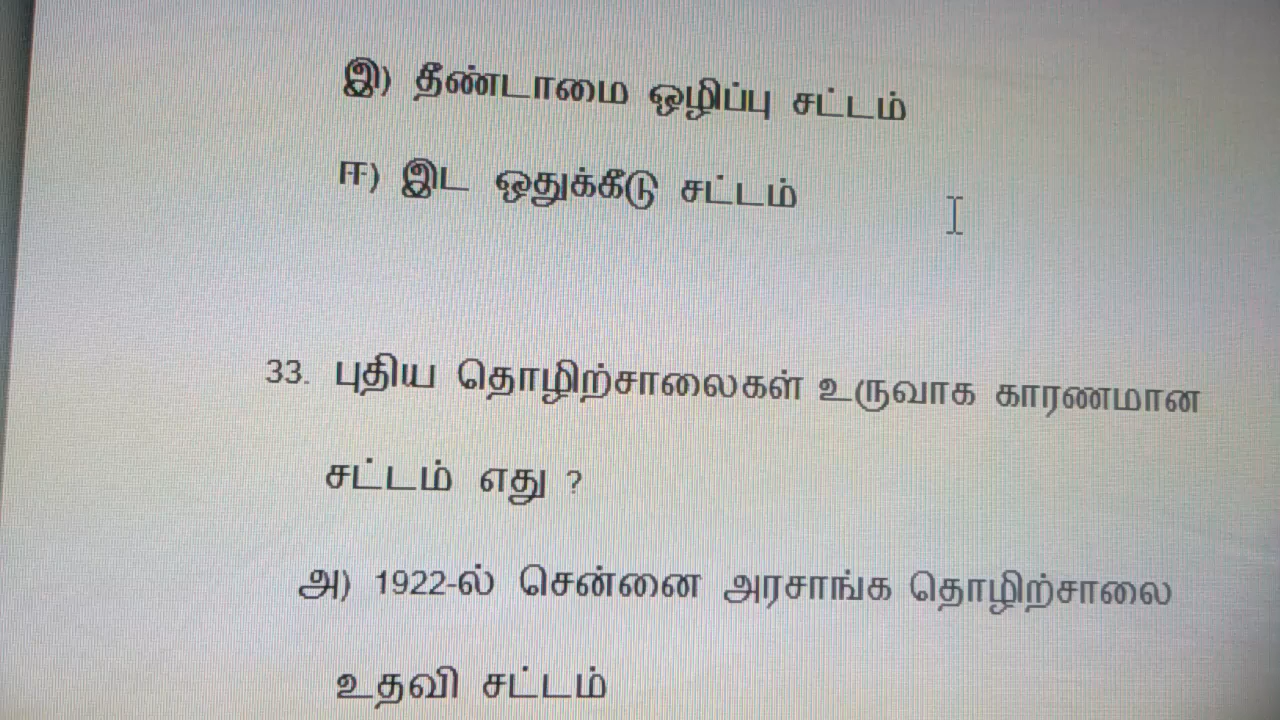 இ) தீண்டாமை ஒழிப்பு சட்டம்
ஈ) இட ஒதுக்கீடு சட்டம்
33. புதிய தொழிற்சாலைகள் உருவாக காரணமான
சட்டம் எது ?
அ) 1922-ல் சென்னை அரசாங்க தொழிற்சாலை
உதவி சட்டம்